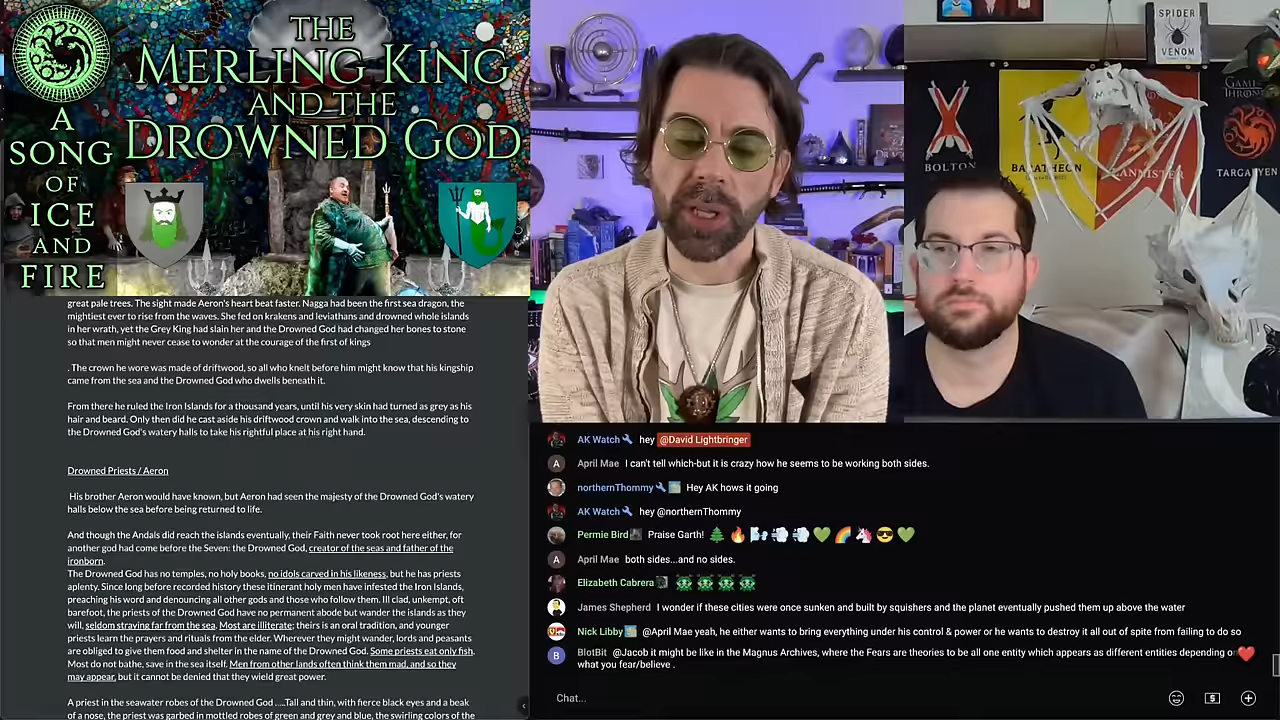 THE
MERLING KING
AND THE
DROWNED GOD
A
SONG
OF
ICE
AND
FIRE
great pale trees. The sight made Aeron's heart beat faster. Nagga had been the first sea dragon, the
mightiest ever to rise from the waves. She fed on krakens and leviathans and drowned whole islands
in her wrath, yet the Grey King had slain her and the Drowned God had changed her bones to stone
so that men might never cease to wonder at the courage of the first of kings
. The crown he wore was made of driftwood, so all who knelt before him might know that his kingship
came from the sea and the Drowned God who dwells beneath it.
From there he ruled the Iron Islands for a thousand years, until his very skin had turned as grey as his
hair and beard. Only then did he cast aside his driftwood crown and walk into the sea, descending to
the Drowned God's watery halls to take his rightful place at his right hand.
Drowned Priests / Aeron
His brother Aeron would have known, but Aeron had seen the majesty of the Drowned God's watery
halls below the sea before being returned to life.
And though the Andals did reach the islands eventually, their Faith never took root here either, for
another god had come before the Seven: the Drowned God, creator of the seas and father of the
ironborn.
The Drowned God has no temples, no holy books, no idols carved in his likeness, but he has priests
aplenty. Since long before recorded history these itinerant holy men have infested the Iron Islands,
preaching his word and denouncing all other gods and those who follow them. Ill clad, unkempt, oft
barefoot, the priests of the Drowned God have no permanent abode but wander the islands as they
will, seldom straying far from the sea. Most are illiterate; theirs is an oral tradition, and younger
priests learn the prayers and rituals from the elder. Wherever they might wander, lords and peasants
are obliged to give them food and shelter in the name of the Drowned God. Some priests eat only fish.
Most do not bathe, save in the sea itself. Men from other lands often think them mad, and so they
may appear, but it cannot be denied that they wield great power.
A priest in the seawater robes of the Drowned God ....Tall and thin, with fierce black eyes and a beak
of a nose, the priest was garbed in mottled robes of green and grey and blue, the swirling colors of the
SPIDER
VENOM
GAME
THRONES
BOLTON
BARATHEON
LANNISTER
TARGARYEN
AK Watch hey @David Lightbringer
A April Mae I can't tell which-but it is crazy how he seems to be working both sides.
northernThommy Hey AK hows it going
AK Watch hey @northernThommy
Permie Bird Praise Garth!
A April Mae both sides...and no sides.
Elizabeth Cabrera
James Shepherd I wonder if these cities were once sunken and built by squishers and the planet eventually pushed them up above the water
Nick Libby @April Mae yeah, he either wants to bring everything under his control & power or he wants to destroy it all out of spite from failing to do so
B BlotBit @Jacob it might be like in the Magnus Archives, where the Fears are theories to be all one entity which appears as different entities depending
what you fear/believe .
Chat...